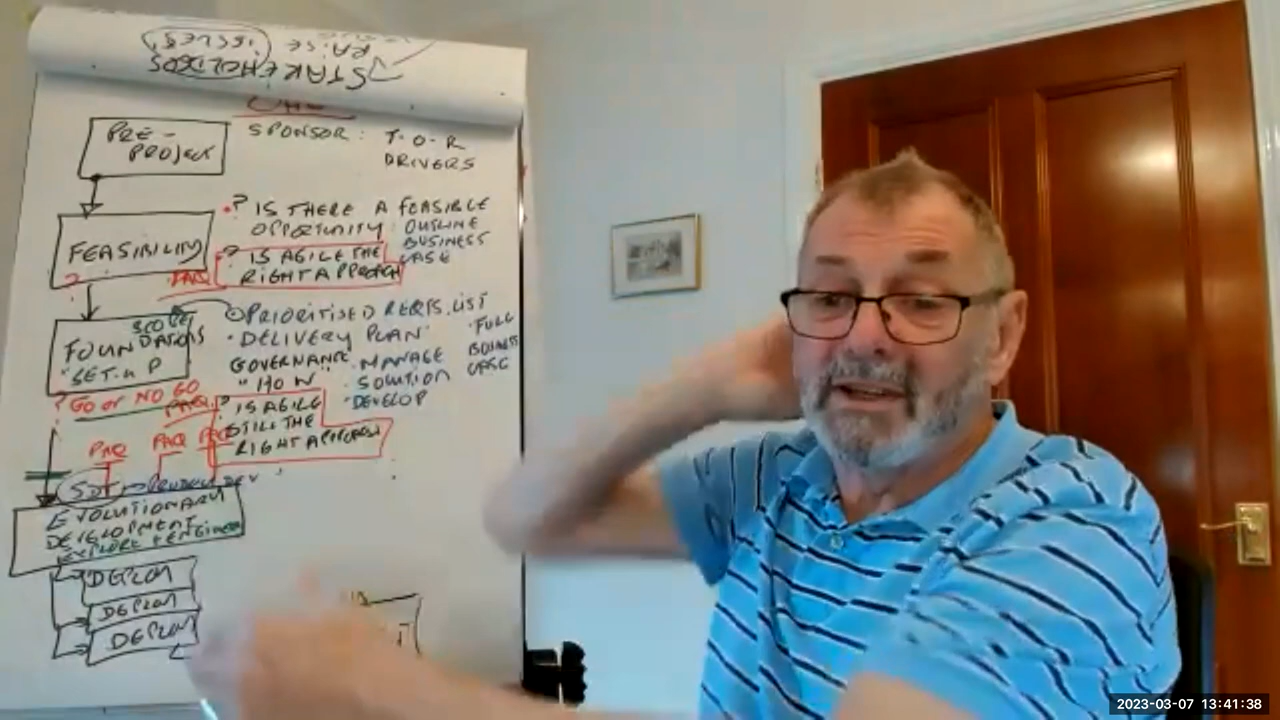 STAKEHOLDERS
RAISE
ISSUES
PRE-
PROJECT
SPONSOR: T.O.R
DRIVERS
FEASIBILITY
?
PAQ
? IS THERE A FEASIBLE
OPPORTUNITY
OUTLINE
BUSINESS
CASE
? IS AGILE THE
RIGHT APPROACH
SCOPE
FOUNDATIONS
"SET-UP
PRIORITISED REQTS. LIST
DELIVERY PLAN
GOVERNANCE
"HOW
MANAGE
SOLUTION
DEVELOP
FULL
BUSINESS
CASE
? GO or NO GO
PAQ
? IS AGILE
STILL THE
RIGHT APPROACH
PAQ PAQ
EVOLUTIONARY
DEVELOPMENT
EXPLORE + ENGINEER
DEPLOY
DEPLOY
DEPLOY
2023-03-07 13:41:38